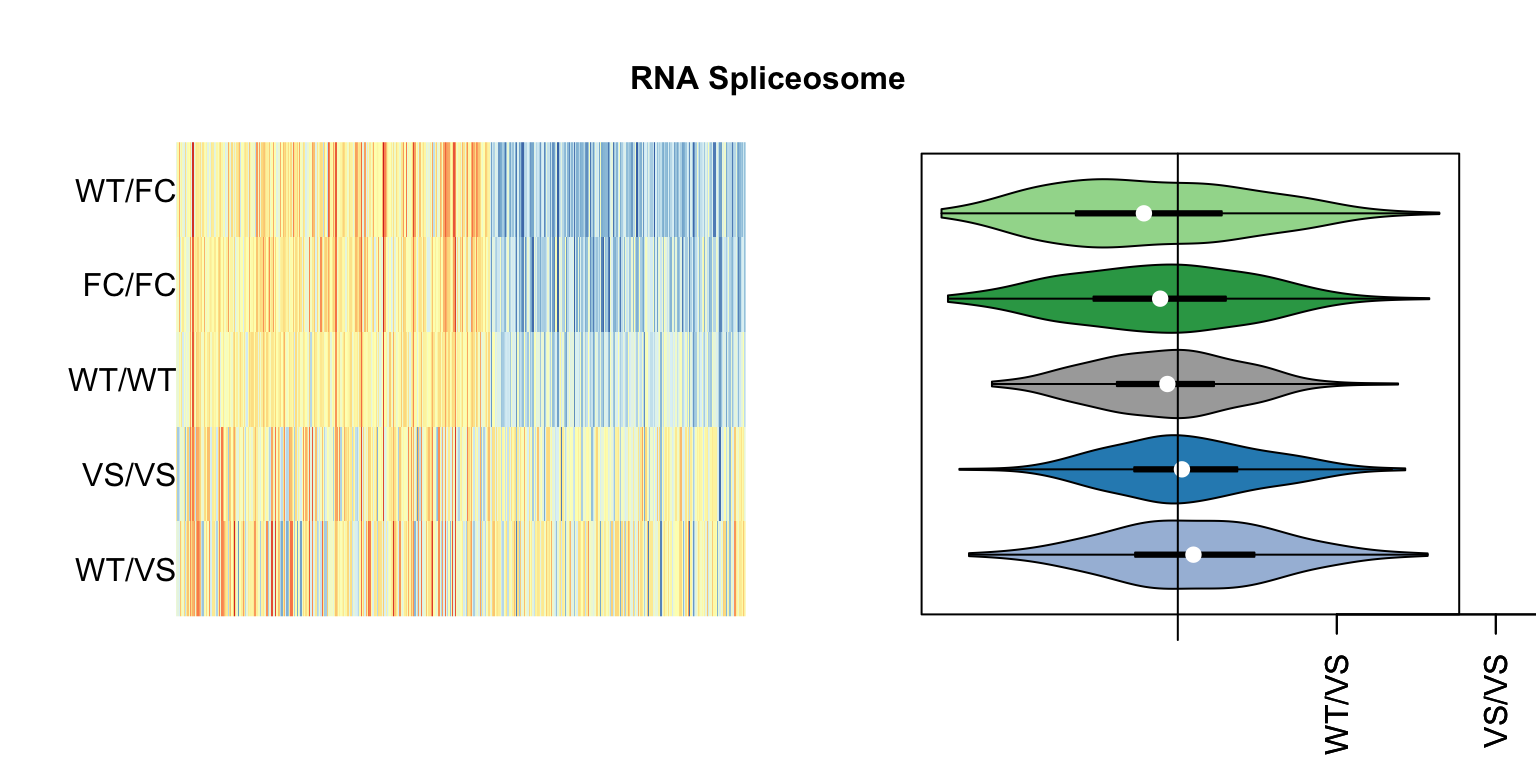 RNA Spliceosome
WT/FC
FC/FC
WT/WT
VS/VS
WT/VS
WT/VS
VS/VS